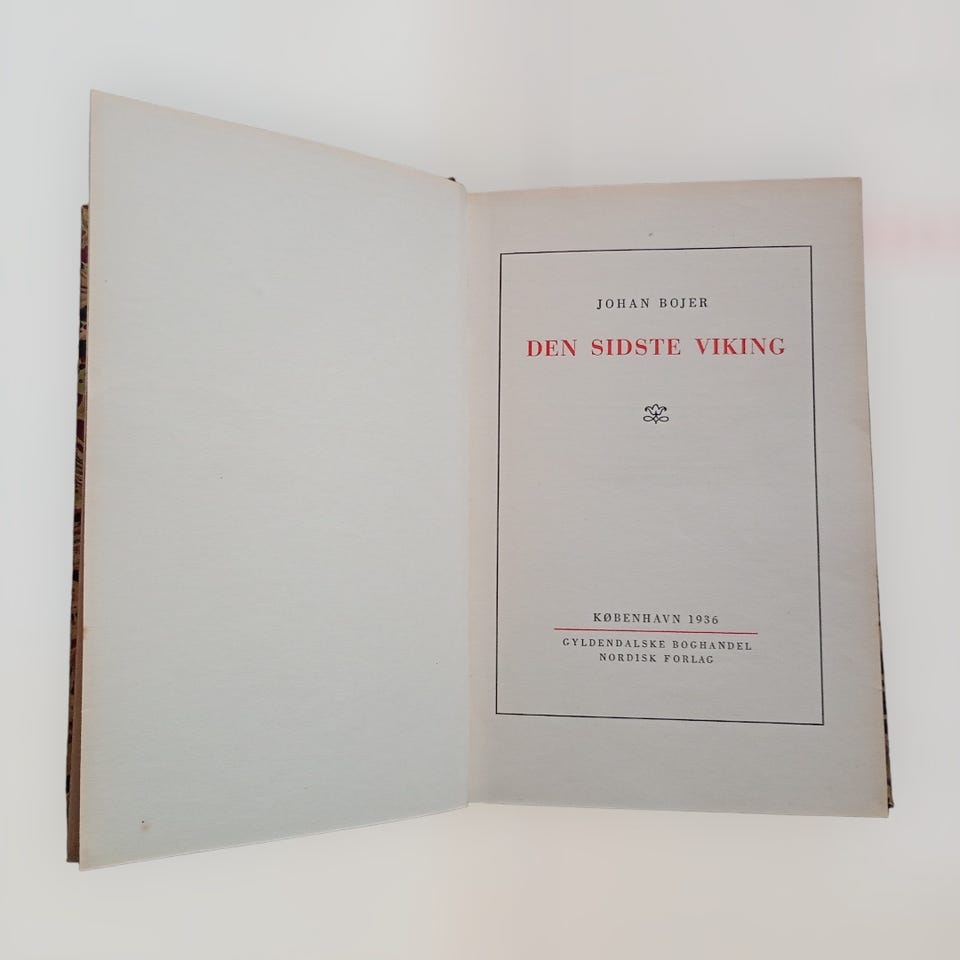 JOHAN BOJER
DEN SIDSTE VIKING
KØBENHAVN 1936
GYLDENDALSKE BOGHANDEL
NORDISK FORLAG